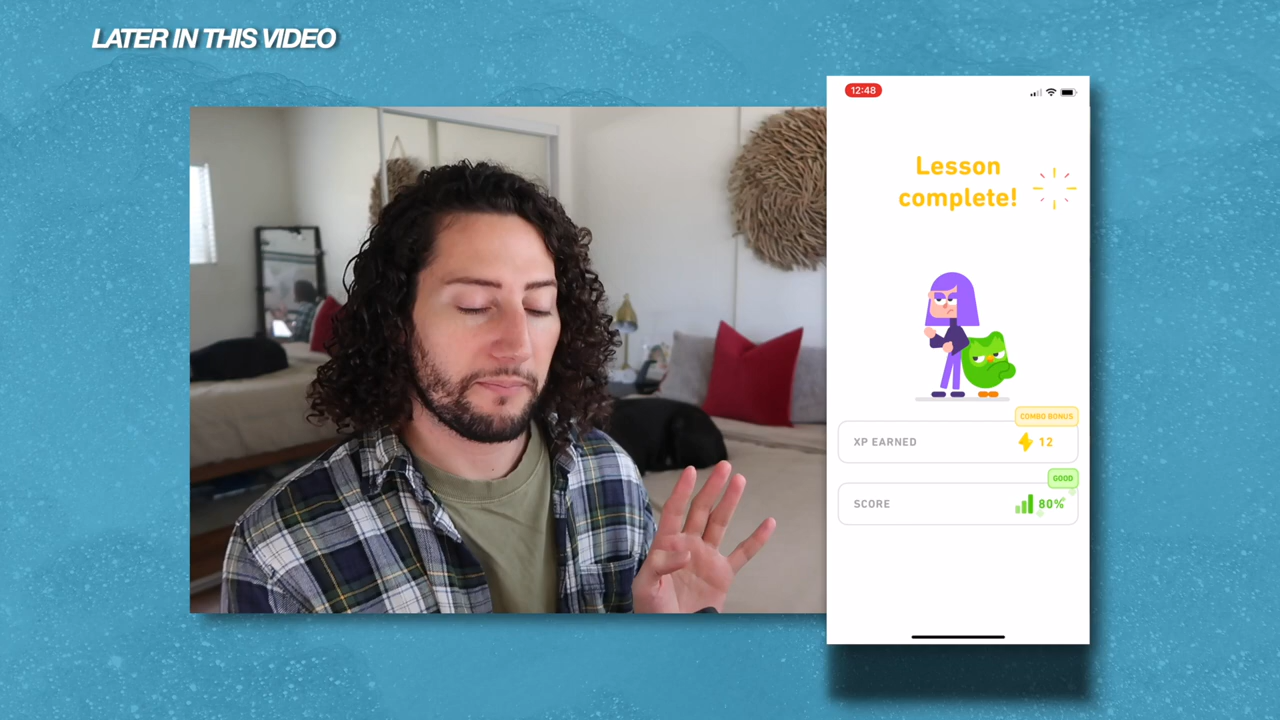 LATER IN THIS VIDEO
12:48
Lesson
complete!
COMBO BONUS
XP EARNED
12
GOOD
SCORE
80%